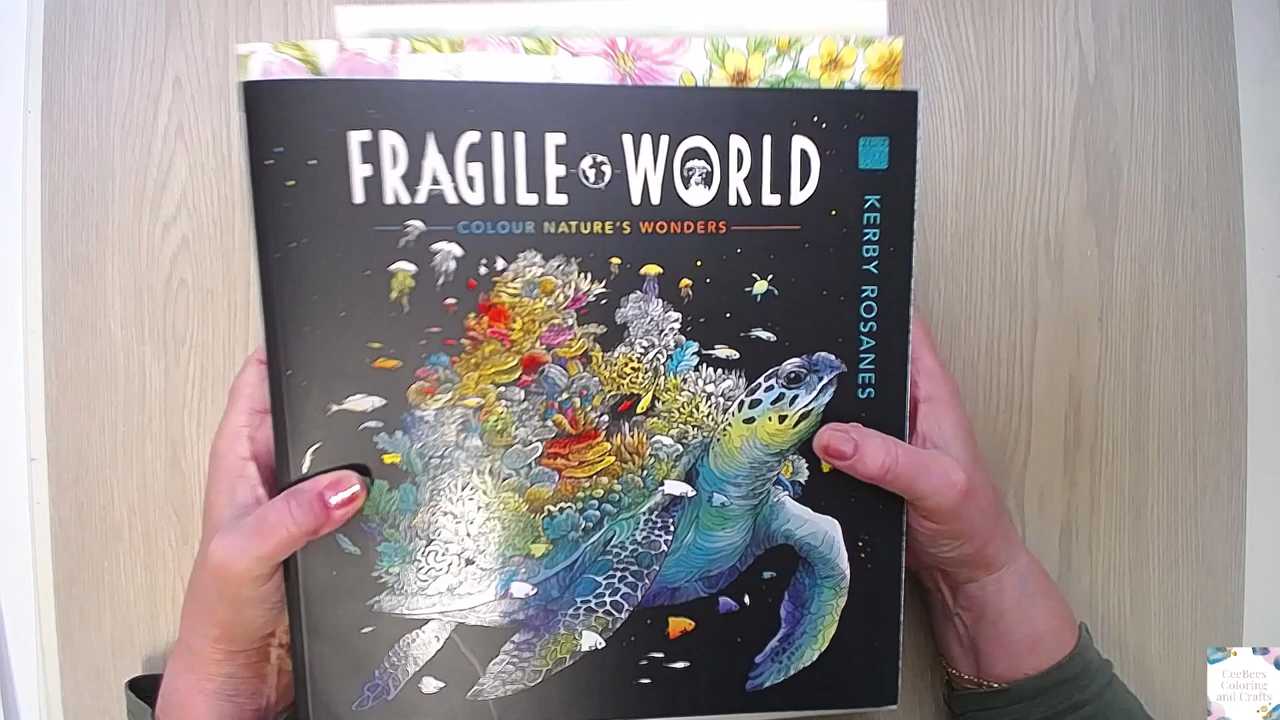 FRAGILE WORLD
COLOUR NATURE'S WONDERS
KERBY ROSANES
CeeBees
Coloring
and Crafts